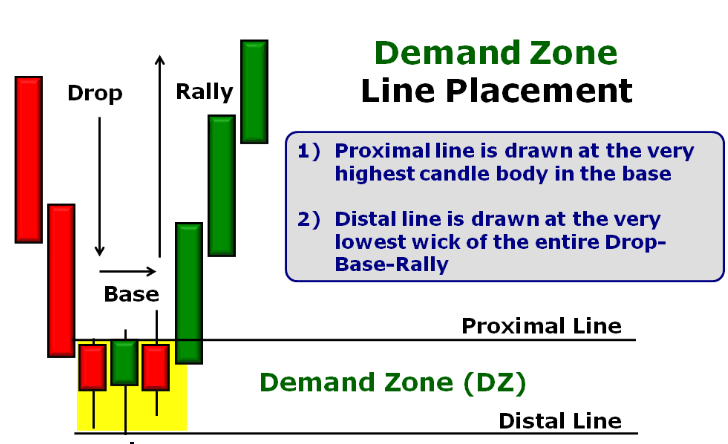 Demand Zone
Line Placement
Drop
Rally
1) Proximal line is drawn at the very
highest candle body in the base
2) Distal line is drawn at the very
lowest wick of the entire Drop-
Base-Rally
Base
Proximal Line
Demand Zone (DZ)
Distal Line